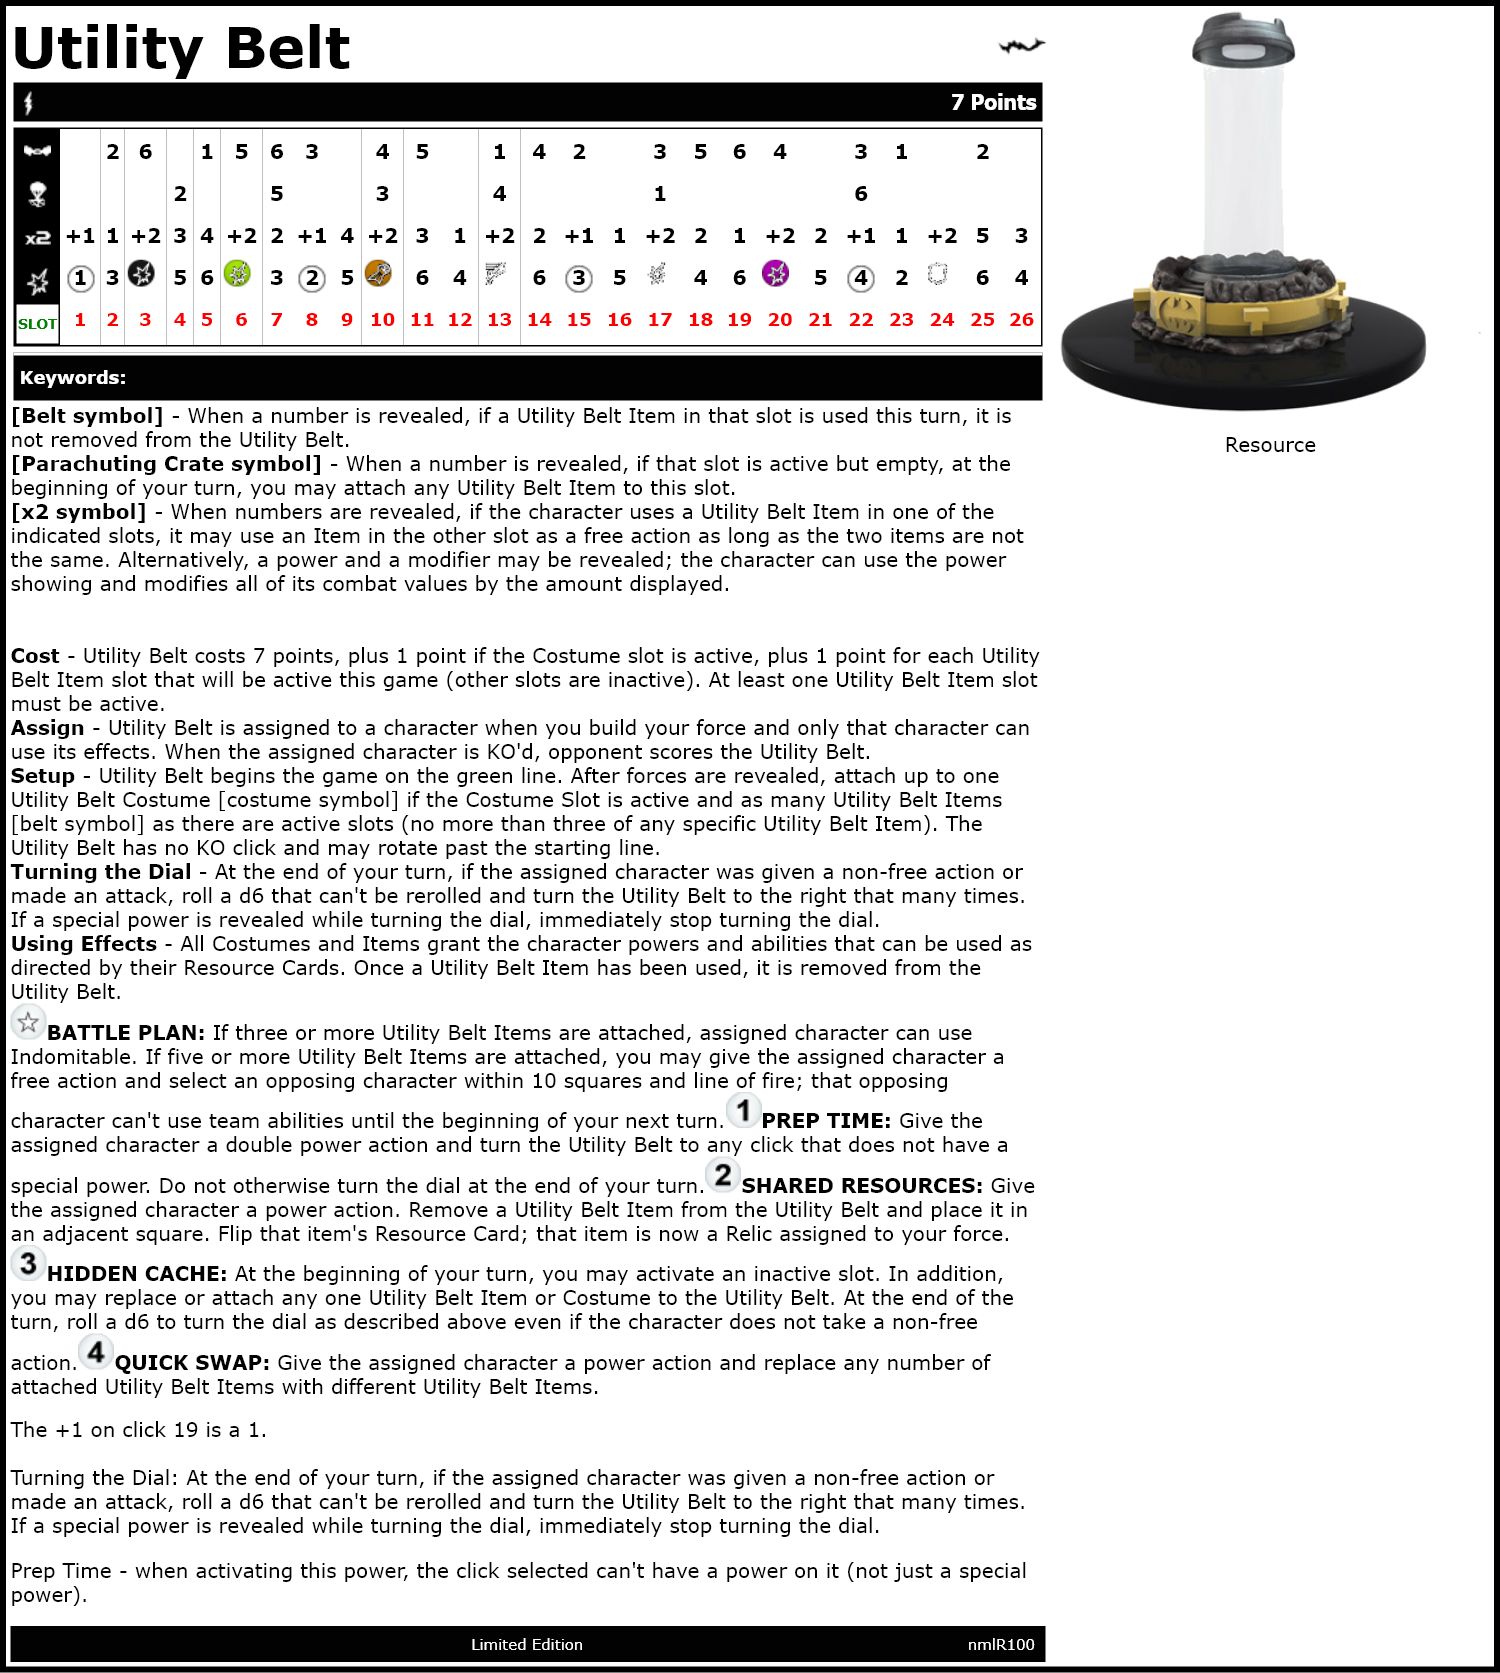 Utility Belt
7 Points
2 6 1 5 6 3 4 5 1 4 2 3 5 6 4 3 1 2
2 5 3 4 1 6
x2 +1 1 +2 3 4 +2 2 +1 4 +2 3 1 +2 2 +1 1 +2 2 1 +2 2 +1 1 +2 5 3
1 3 5 6 3 2 5 6 4 6 3 5 4 6 5 4 2 6 4
SLOT 1 2 3 4 5 6 7 8 9 10 11 12 13 14 15 16 17 18 19 20 21 22 23 24 25 26
Keywords:
[Belt symbol] - When a number is revealed, if a Utility Belt Item in that slot is used this turn, it is
not removed from the Utility Belt.
[Parachuting Crate symbol] - When a number is revealed, if that slot is active but empty, at the
beginning of your turn, you may attach any Utility Belt Item to this slot.
[x2 symbol] - When numbers are revealed, if the character uses a Utility Belt Item in one of the
indicated slots, it may use an Item in the other slot as a free action as long as the two items are not
the same. Alternatively, a power and a modifier may be revealed; the character can use the power
showing and modifies all of its combat values by the amount displayed.
Cost - Utility Belt costs 7 points, plus 1 point if the Costume slot is active, plus 1 point for each Utility
Belt Item slot that will be active this game (other slots are inactive). At least one Utility Belt Item slot
must be active.
Assign - Utility Belt is assigned to a character when you build your force and only that character can
use its effects. When the assigned character is KO'd, opponent scores the Utility Belt.
Setup - Utility Belt begins the game on the green line. After forces are revealed, attach up to one
Utility Belt Costume [costume symbol] if the Costume Slot is active and as many Utility Belt Items
[belt symbol] as there are active slots (no more than three of any specific Utility Belt Item). The
Utility Belt has no KO click and may rotate past the starting line.
Turning the Dial - At the end of your turn, if the assigned character was given a non-free action or
made an attack, roll a d6 that can't be rerolled and turn the Utility Belt to the right that many times.
If a special power is revealed while turning the dial, immediately stop turning the dial.
Using Effects - All Costumes and Items grant the character powers and abilities that can be used as
directed by their Resource Cards. Once a Utility Belt Item has been used, it is removed from the
Utility Belt.
BATTLE PLAN: If three or more Utility Belt Items are attached, assigned character can use
Indomitable. If five or more Utility Belt Items are attached, you may give the assigned character a
free action and select an opposing character within 10 squares and line of fire; that opposing
character can't use team abilities until the beginning of your next turn. 1 PREP TIME: Give the
assigned character a double power action and turn the Utility Belt to any click that does not have a
special power. Do not otherwise turn the dial at the end of your turn. 2 SHARED RESOURCES: Give
the assigned character a power action. Remove a Utility Belt Item from the Utility Belt and place it in
an adjacent square. Flip that item's Resource Card; that item is now a Relic assigned to your force.
3 HIDDEN CACHE: At the beginning of your turn, you may activate an inactive slot. In addition,
you may replace or attach any one Utility Belt Item or Costume to the Utility Belt. At the end of the
turn, roll a d6 to turn the dial as described above even if the character does not take a non-free
action. 4 QUICK SWAP: Give the assigned character a power action and replace any number of
attached Utility Belt Items with different Utility Belt Items.
The +1 on click 19 is a 1.
Turning the Dial: At the end of your turn, if the assigned character was given a non-free action or
made an attack, roll a d6 that can't be rerolled and turn the Utility Belt to the right that many times.
If a special power is revealed while turning the dial, immediately stop turning the dial.
Prep Time - when activating this power, the click selected can't have a power on it (not just a special
power).
Limited Edition
nmlR100
Resource